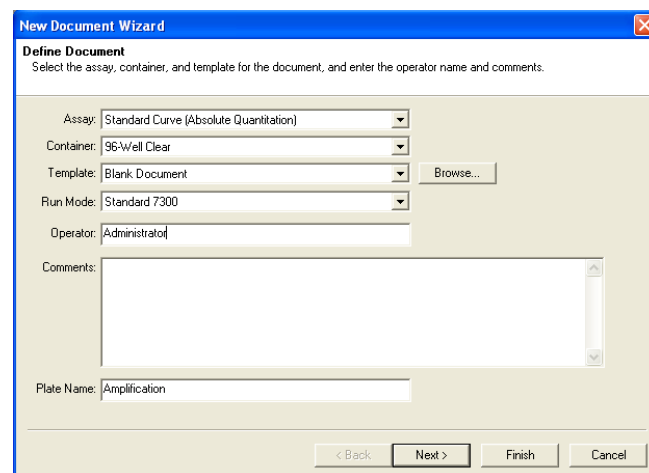 New Document Wizard
Define Document
Select the assay, container, and template for the document, and enter the operator name and comments.
Assay: Standard Curve (Absolute Quantitation)
Container: 96-Well Clear
Template: Blank Document Browse...
Run Mode: Standard 7300
Operator: Administrator
Comments:
Plate Name: Amplification
< Back Next > Finish Cancel